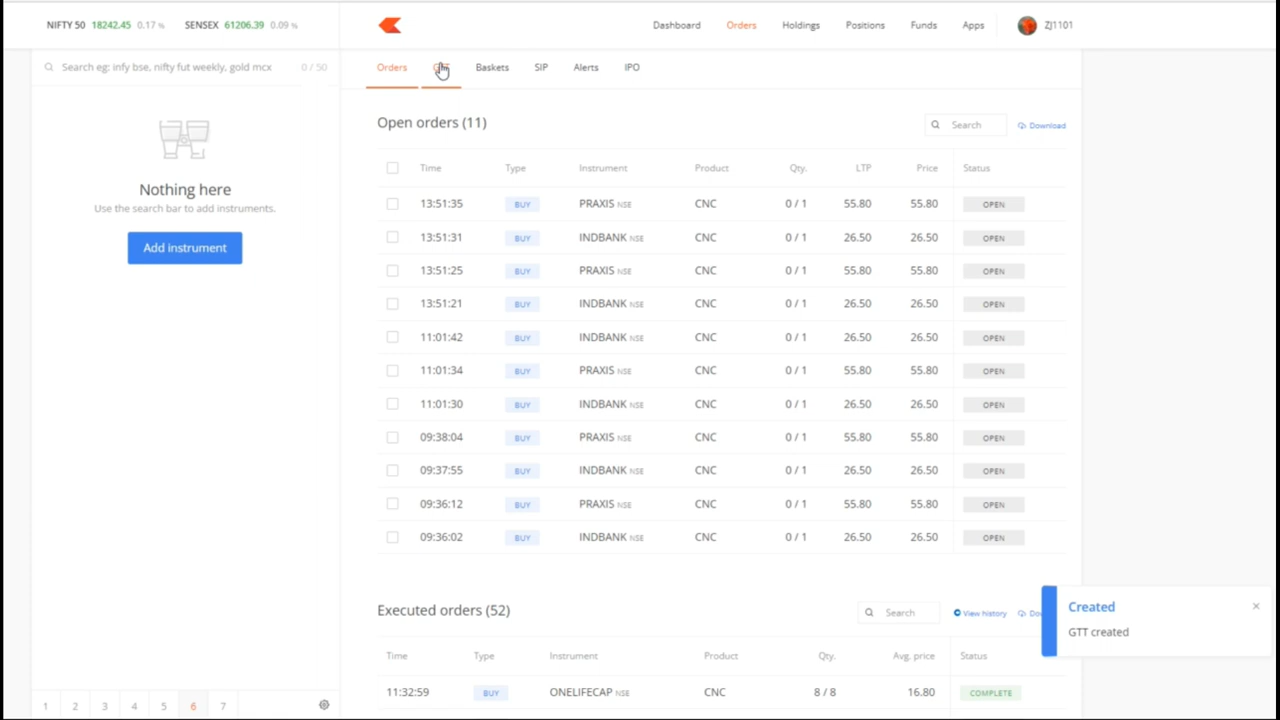 NIFTY 50 18242.45 0.17 % SENSEX 61206.39 0.09 %
Dashboard Orders Holdings Positions Funds Apps ZJ1101
Search eg: infy bse, nifty fut weekly, gold mcx 0 / 50
Nothing here
Use the search bar to add instruments.
Add instrument
1 2 3 4 5 6 7
Orders Baskets SIP Alerts IPO
Open orders (11) Search Download
Time Type Instrument Product Qty. LTP Price Status
13:51:35 BUY PRAXIS NSE CNC 0 / 1 55.80 55.80 OPEN
13:51:31 BUY INDBANK NSE CNC 0 / 1 26.50 26.50 OPEN
13:51:25 BUY PRAXIS NSE CNC 0 / 1 55.80 55.80 OPEN
13:51:21 BUY INDBANK NSE CNC 0 / 1 26.50 26.50 OPEN
11:01:42 BUY INDBANK NSE CNC 0 / 1 26.50 26.50 OPEN
11:01:34 BUY PRAXIS NSE CNC 0 / 1 55.80 55.80 OPEN
11:01:30 BUY INDBANK NSE CNC 0 / 1 26.50 26.50 OPEN
09:38:04 BUY PRAXIS NSE CNC 0 / 1 55.80 55.80 OPEN
09:37:55 BUY INDBANK NSE CNC 0 / 1 26.50 26.50 OPEN
09:36:12 BUY PRAXIS NSE CNC 0 / 1 55.80 55.80 OPEN
09:36:02 BUY INDBANK NSE CNC 0 / 1 26.50 26.50 OPEN
Executed orders (52) Search View history
Time Type Instrument Product Qty. Avg. price Status
11:32:59 BUY ONELIFECAP NSE CNC 8 / 8 16.80 COMPLETE
Created
GTT created